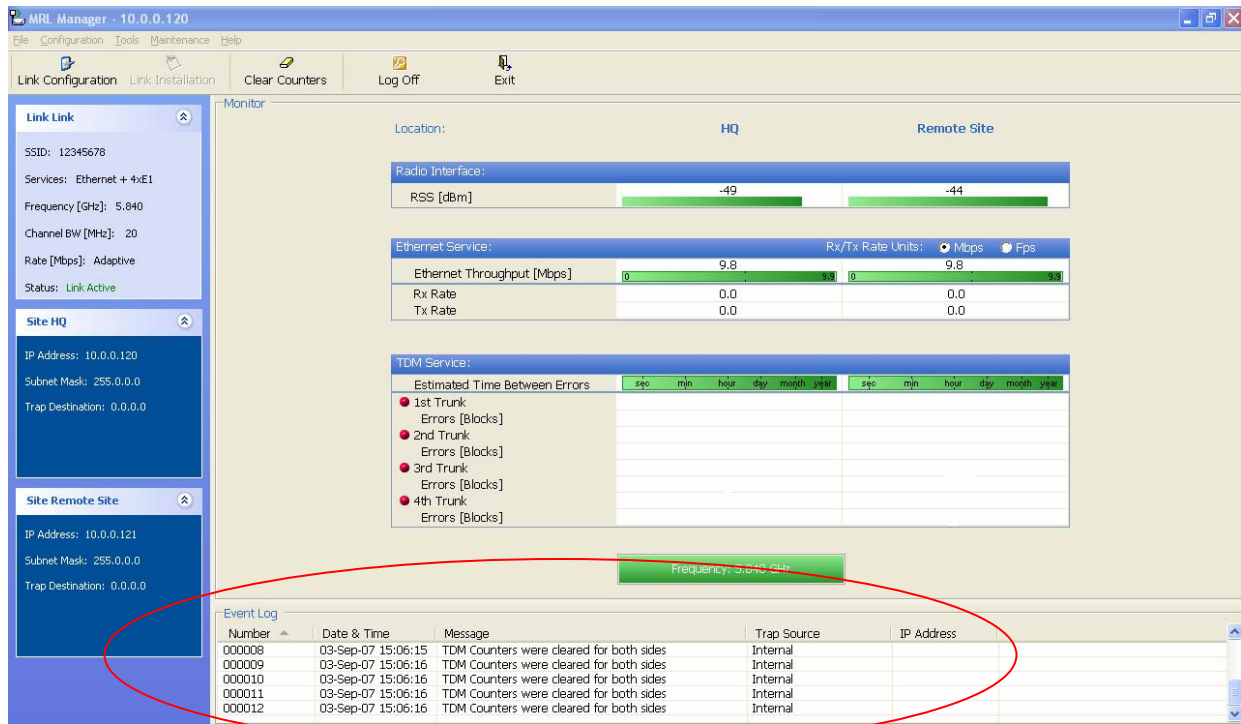 MRL Manager - 10.0.0.120
File Configuration Tools Maintenance Help
Link Configuration Link Installation Clear Counters Log Off Exit
Link Link
SSID: 12345678
Services: Ethernet + 4xE1
Frequency [GHz]: 5.840
Channel BW [MHz]: 20
Rate [Mbps]: Adaptive
Status: Link Active
Site HQ
IP Address: 10.0.0.120
Subnet Mask: 255.0.0.0
Trap Destination: 0.0.0.0
Site Remote Site
IP Address: 10.0.0.121
Subnet Mask: 255.0.0.0
Trap Destination: 0.0.0.0
Monitor
Location: HQ Remote Site
Radio Interface:
RSS [dBm] -49 -44
Ethernet Service: Rx/Tx Rate Units: Mbps Fps
Ethernet Throughput [Mbps] 9.8 0 9.9 9.8 0 9.9
Rx Rate 0.0 0.0
Tx Rate 0.0 0.0
TDM Service:
Estimated Time Between Errors sec min hour day month year sec min hour day month year
1st Trunk
Errors [Blocks]
2nd Trunk
Errors [Blocks]
3rd Trunk
Errors [Blocks]
4th Trunk
Errors [Blocks]
Frequency: GHz
Event Log
Number Date & Time Message Trap Source IP Address
000008 03-Sep-07 15:06:15 TDM Counters were cleared for both sides Internal
000009 03-Sep-07 15:06:16 TDM Counters were cleared for both sides Internal
000010 03-Sep-07 15:06:16 TDM Counters were cleared for both sides Internal
000011 03-Sep-07 15:06:16 TDM Counters were cleared for both sides Internal
000012 03-Sep-07 15:06:16 TDM Counters were cleared for both sides Internal